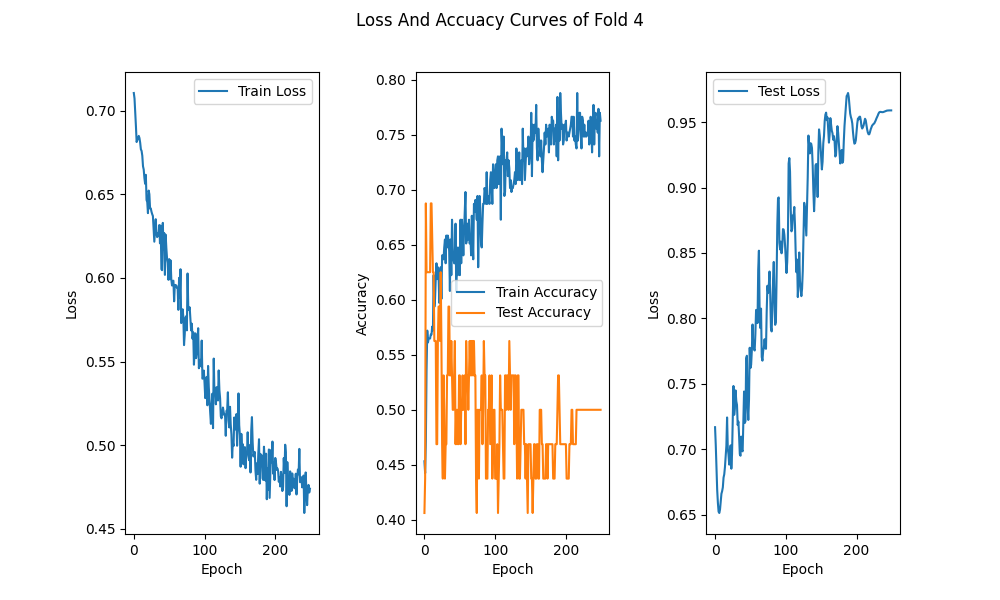 Loss And Accuacy Curves of Fold 4
Train Loss
0.70
0.65
0.60
0.55
0.50
0.45
0
100
200
Epoch
Loss
Train Accuracy
Test Accuracy
0.80
0.75
0.70
0.65
0.60
0.55
0.50
0.45
0.40
0
100
200
Epoch
Accuracy
Test Loss
0.95
0.90
0.85
0.80
0.75
0.70
0.65
0
100
200
Epoch
Loss